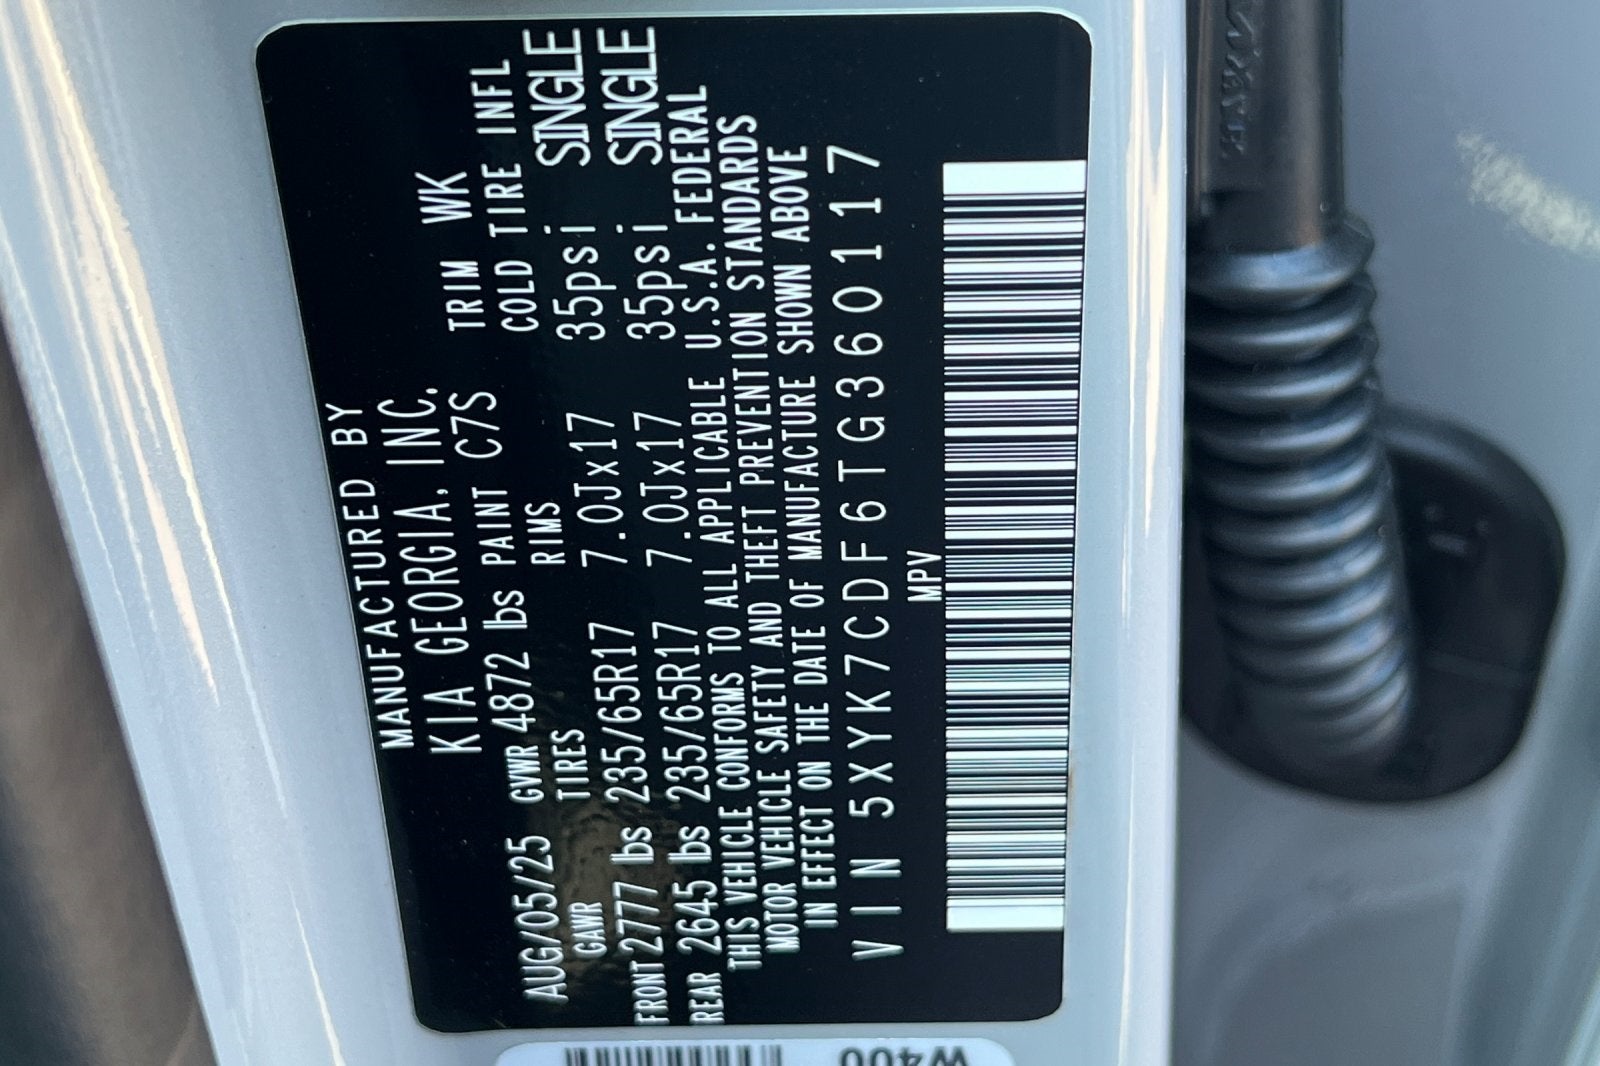 MANUFACTURED BY
KIA GEORGIA, INC. TRIM WK
AUG/05/25 GVWR 4872 lbs PAINT C7S COLD TIRE INFL
GAWR TIRES RIMS
FRONT 2777 lbs 235/65R17 7.0Jx17 35psi SINGLE
REAR 2645 lbs 235/65R17 7.0Jx17 35psi SINGLE
THIS VEHICLE CONFORMS TO ALL APPLICABLE U.S.A. FEDERAL
MOTOR VEHICLE SAFETY AND THEFT PREVENTION STANDARDS
IN EFFECT ON THE DATE OF MANUFACTURE SHOWN ABOVE
VIN 5XYK7CDF6TG360117
MPV
W400